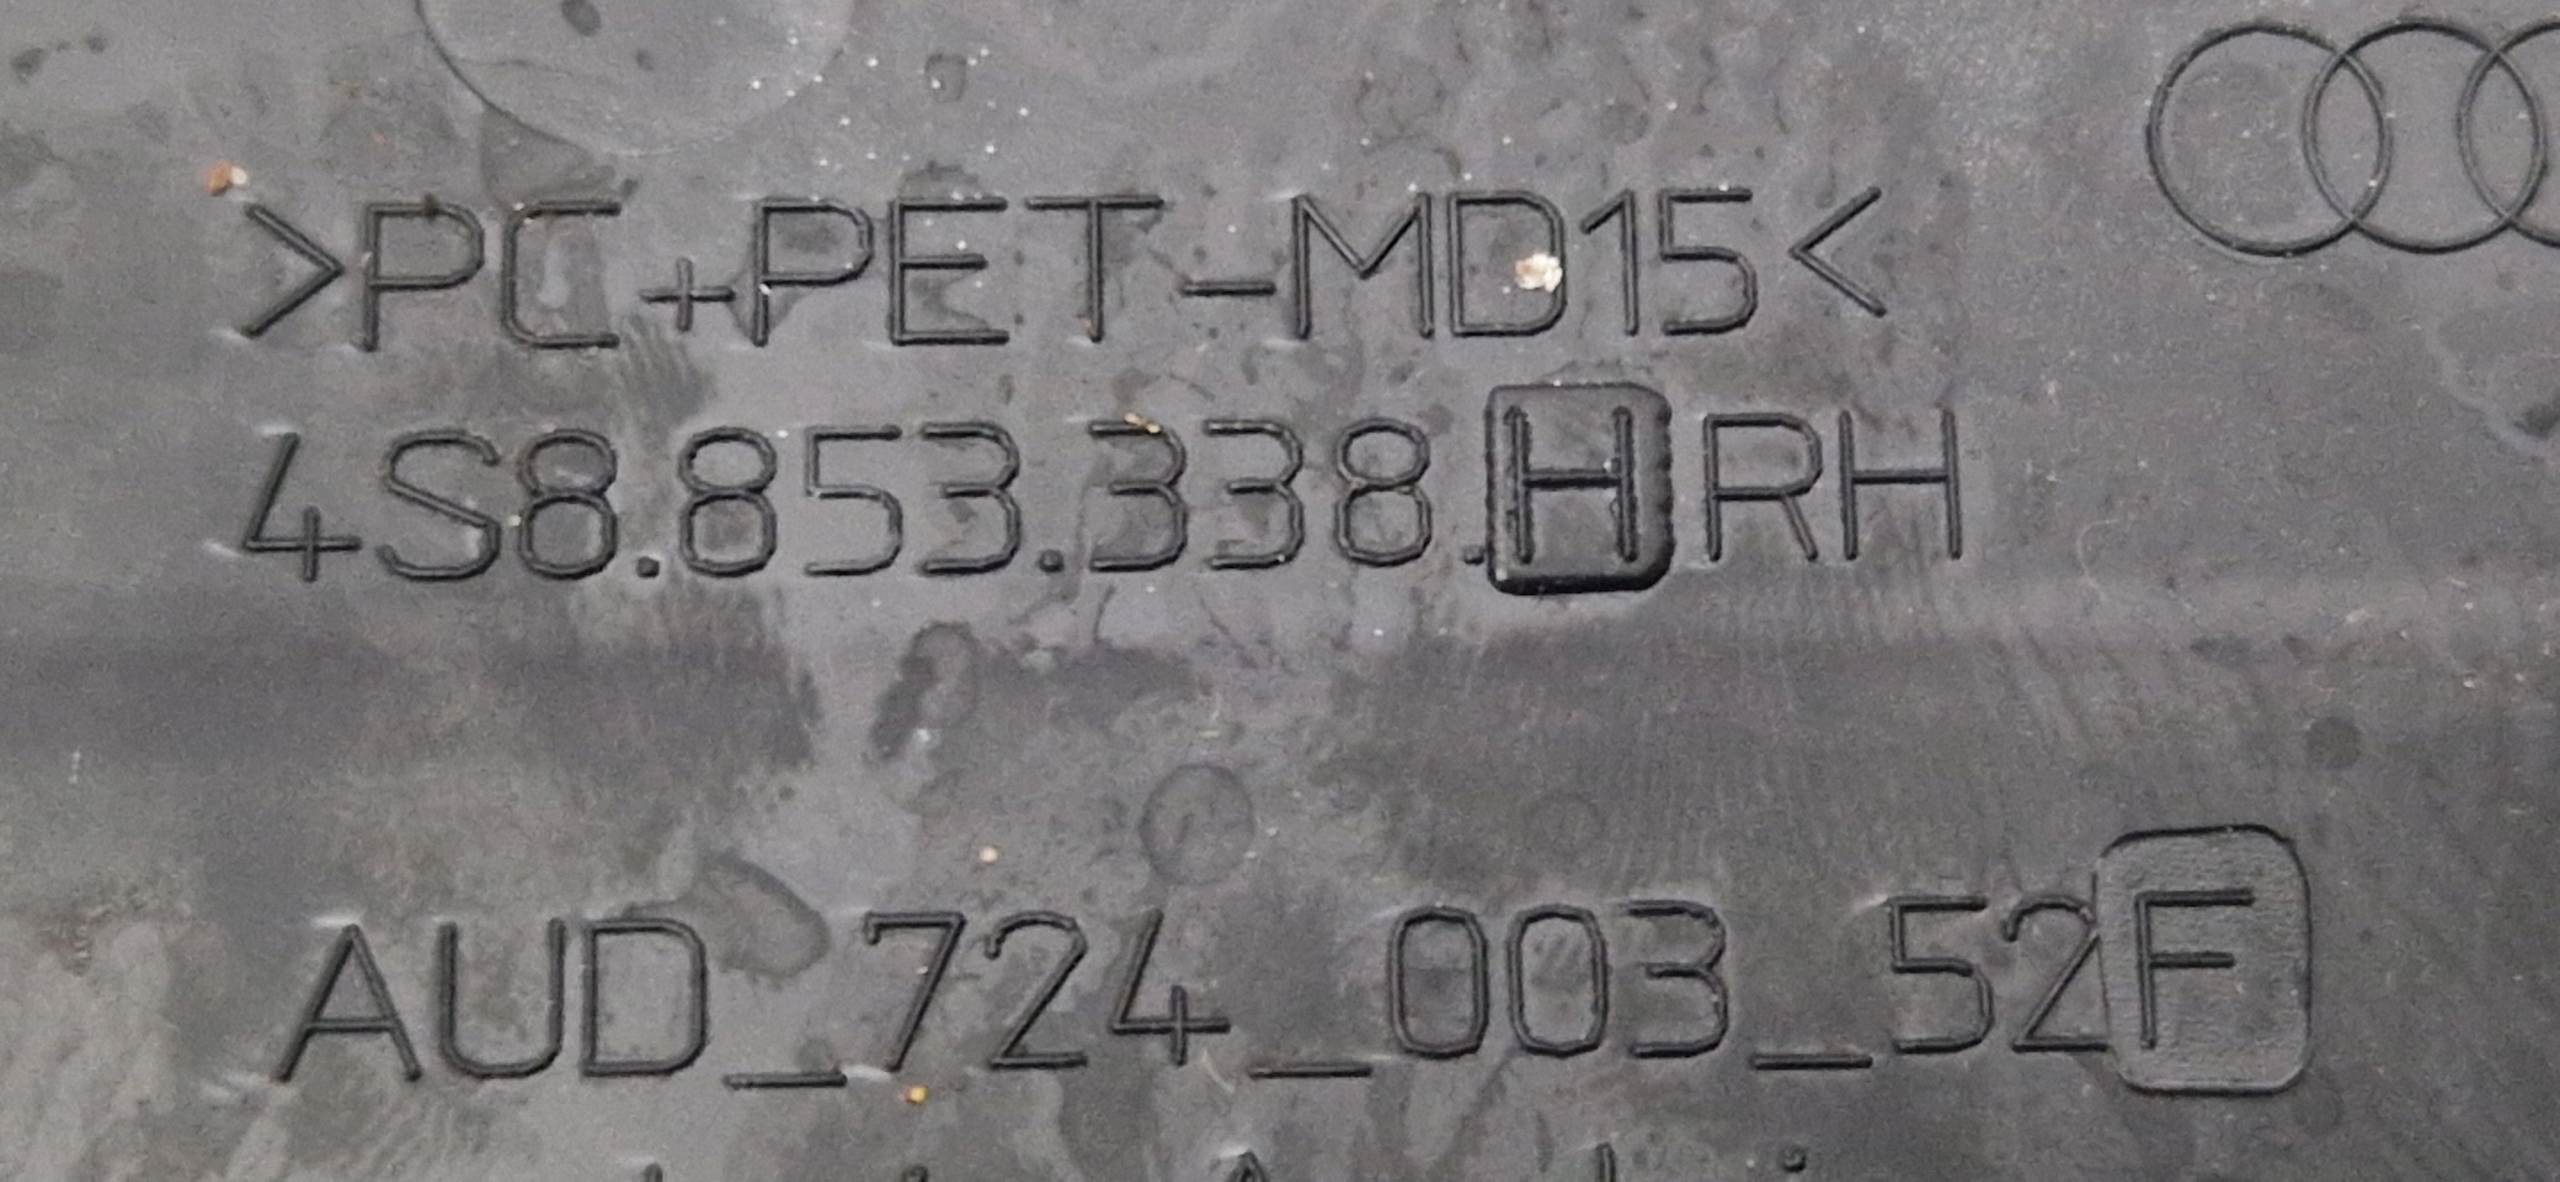 >PC+PET-MD15<
4S8.853.338.H RH
AUD_724_003_52F